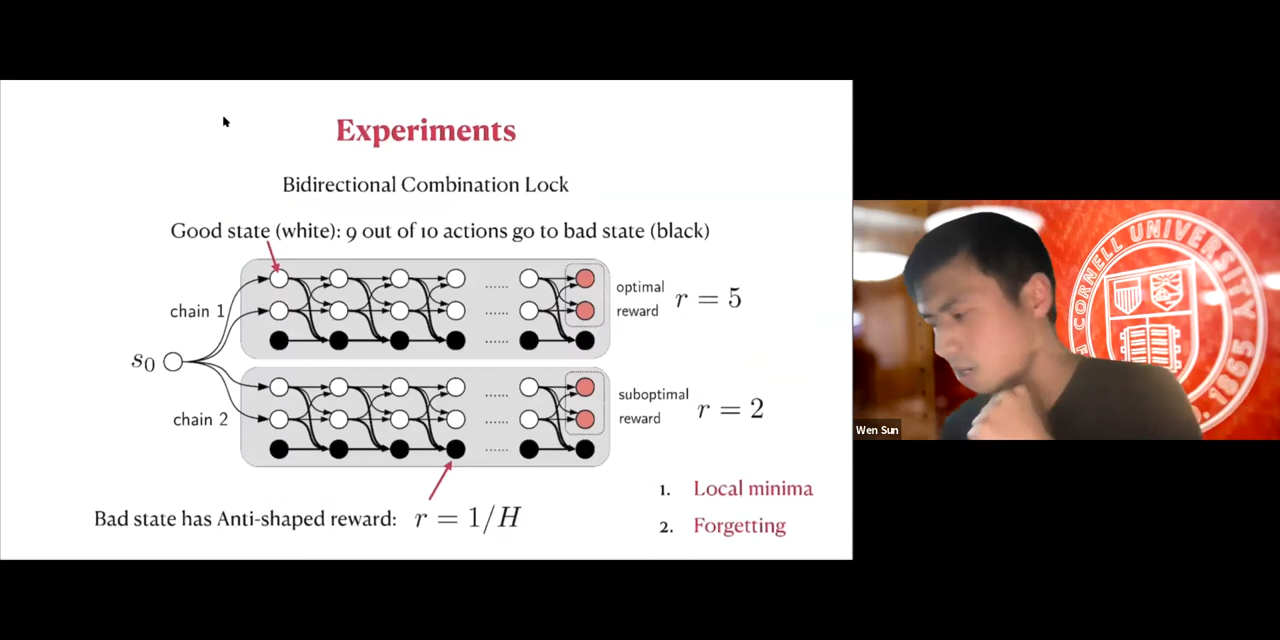 Experiments
Bidirectional Combination Lock
Good state (white): 9 out of 10 actions go to bad state (black)
chain 1
optimal
reward
r = 5
s0
......
......
......
chain 2
suboptimal
reward
r = 2
......
......
......
Bad state has Anti-shaped reward: r = 1/H
1. Local minima
2. Forgetting
Wen Sun
CORNELL UNIVERSITY
D. 1865